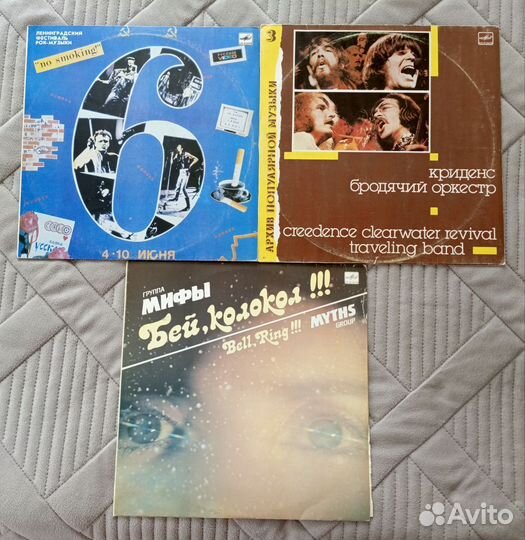 ЛЕНИНГРАДСКИЙ
ФЕСТИВАЛЬ
РОК-МУЗЫКИ
"no smoking"
6
4-10 ИЮНЯ
3
АРХИВ ПОПУЛЯРНОЙ МУЗЫКИ
криденс
бродячий оркестр
creedence clearwater revival
traveling band
ГРУППА
МИФЫ
Бей, колокол !!!
Bell, Ring!!!
MYTHS
GROUP
Avito